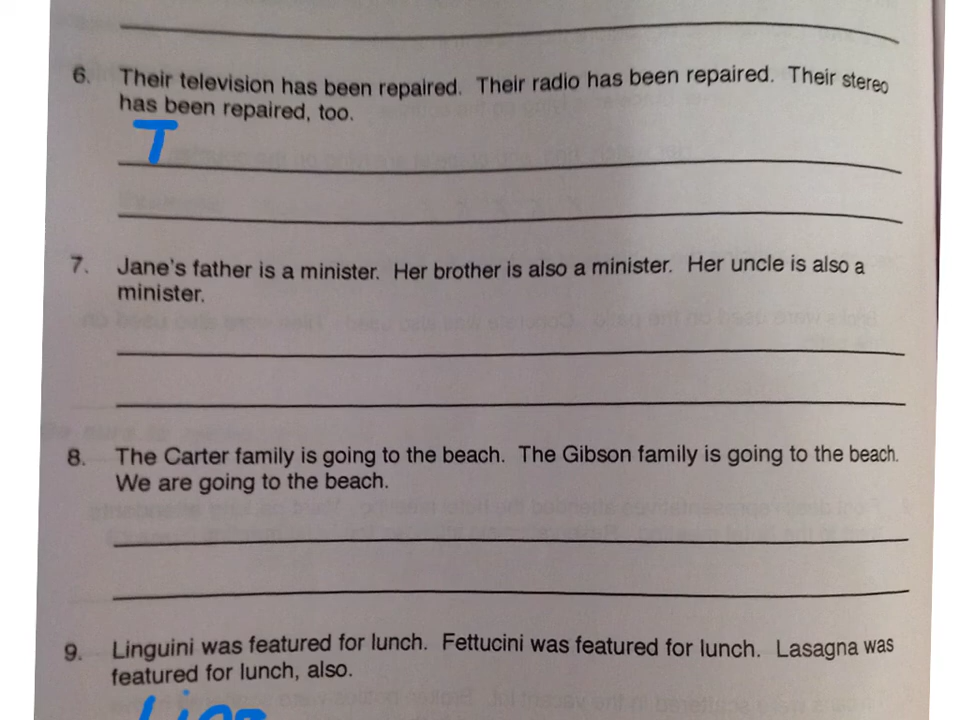 6. Their television has been repaired. Their radio has been repaired. Their stereo
has been repaired, too.
T
7. Jane's father is a minister. Her brother is also a minister. Her uncle is also a
minister.
8. The Carter family is going to the beach. The Gibson family is going to the beach.
We are going to the beach.
9. Linguini was featured for lunch. Fettucini was featured for lunch. Lasagna was
featured for lunch, also.